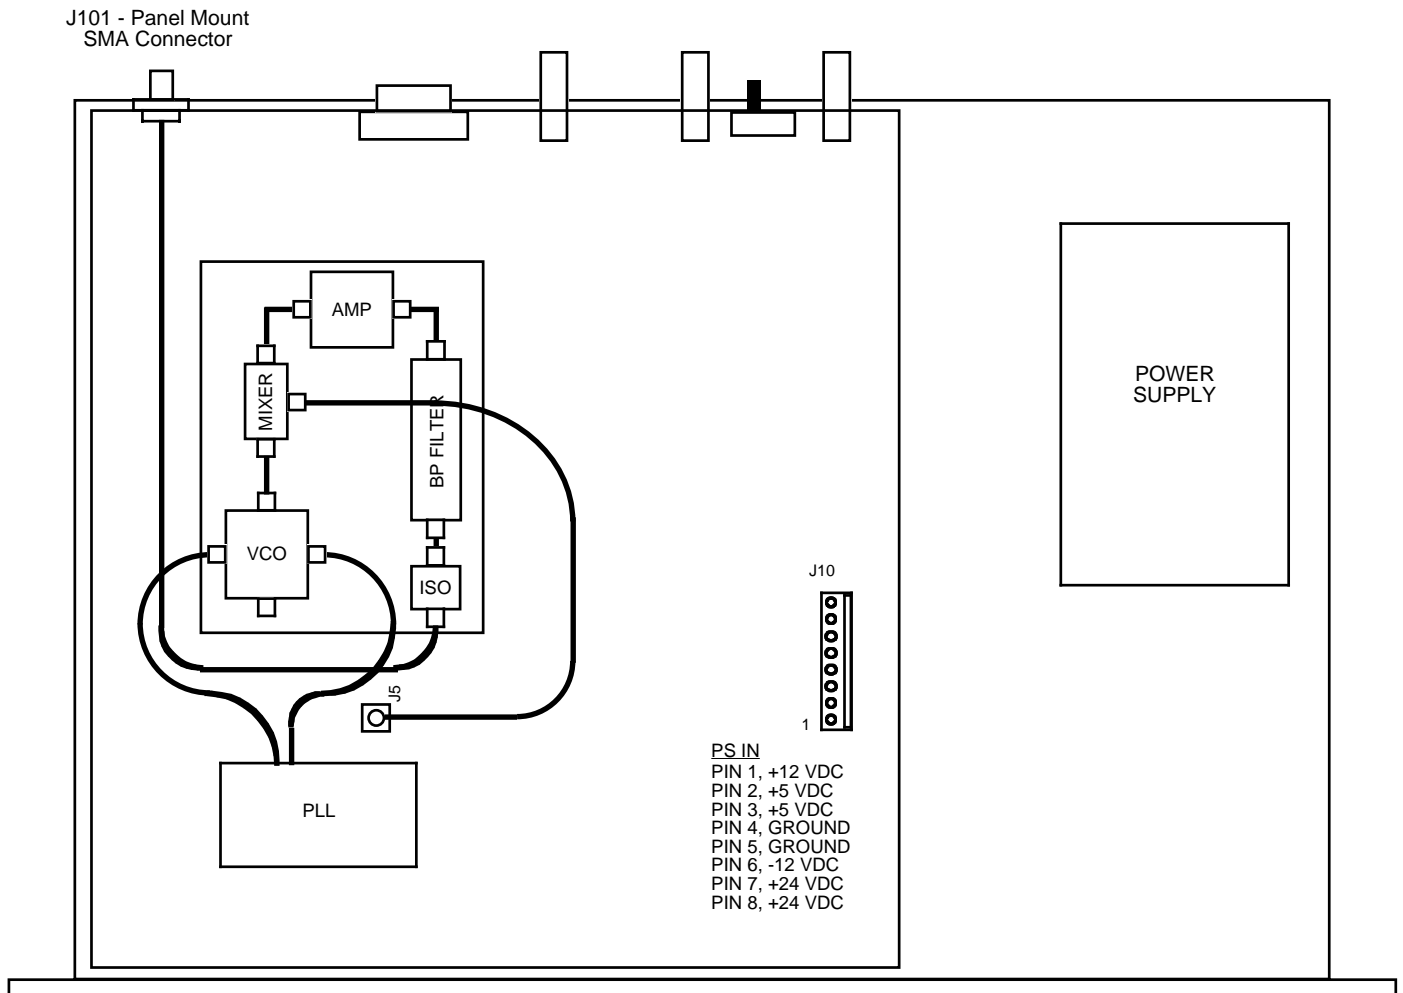 J101 - Panel Mount
SMA Connector
AMP
MIXER
BP FILTER
POWER
SUPPLY
VCO
ISO
J10
J5
1
PS IN
PIN 1, +12 VDC
PIN 2, +5 VDC
PIN 3, +5 VDC
PIN 4, GROUND
PIN 5, GROUND
PIN 6, -12 VDC
PIN 7, +24 VDC
PIN 8, +24 VDC
PLL